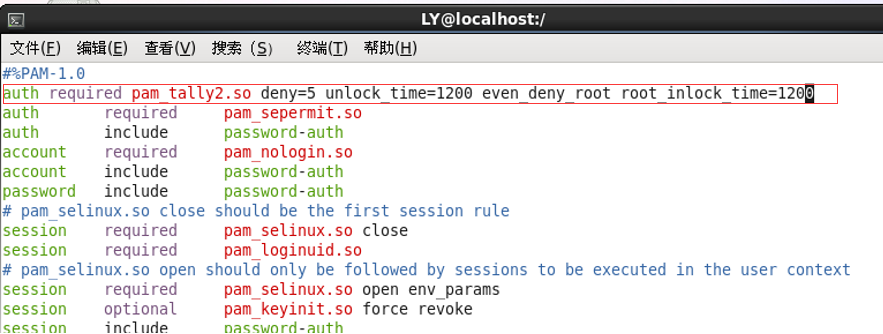 LY@localhost:/
文件(F) 编辑(E) 查看(V) 搜索(S) 终端(T) 帮助(H)
#%PAM-1.0
auth required pam_tally2.so deny=5 unlock_time=1200 even_deny_root root_inlock_time=1200
auth required pam_sepermit.so
auth include password-auth
account required pam_nologin.so
account include password-auth
password include password-auth
# pam_selinux.so close should be the first session rule
session required pam_selinux.so close
session required pam_loginuid.so
# pam_selinux.so open should only be followed by sessions to be executed in the user context
session required pam_selinux.so open env_params
session optional pam_keyinit.so force revoke
session include password-auth